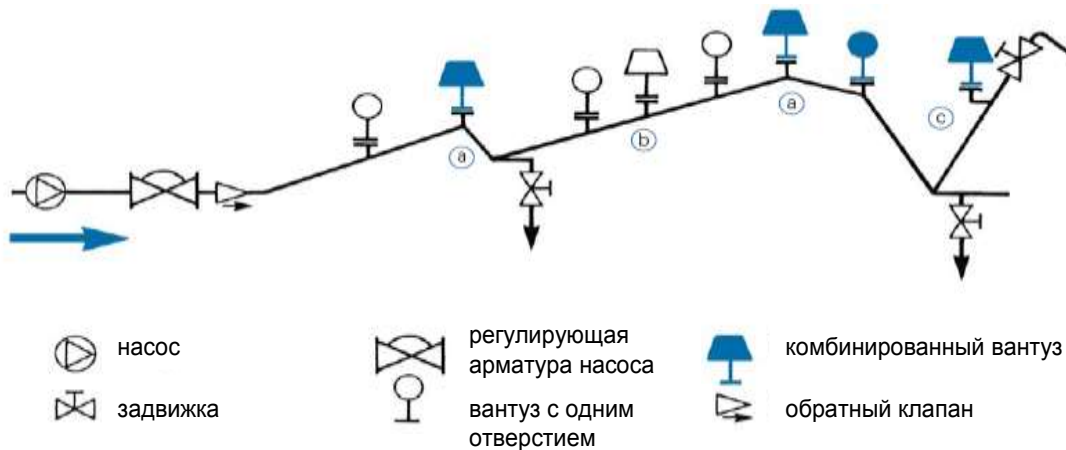 a
b
a
c
насос
регулирующая
арматура насоса
комбинированный вантуз
задвижка
вантуз с одним
отверстием
обратный клапан